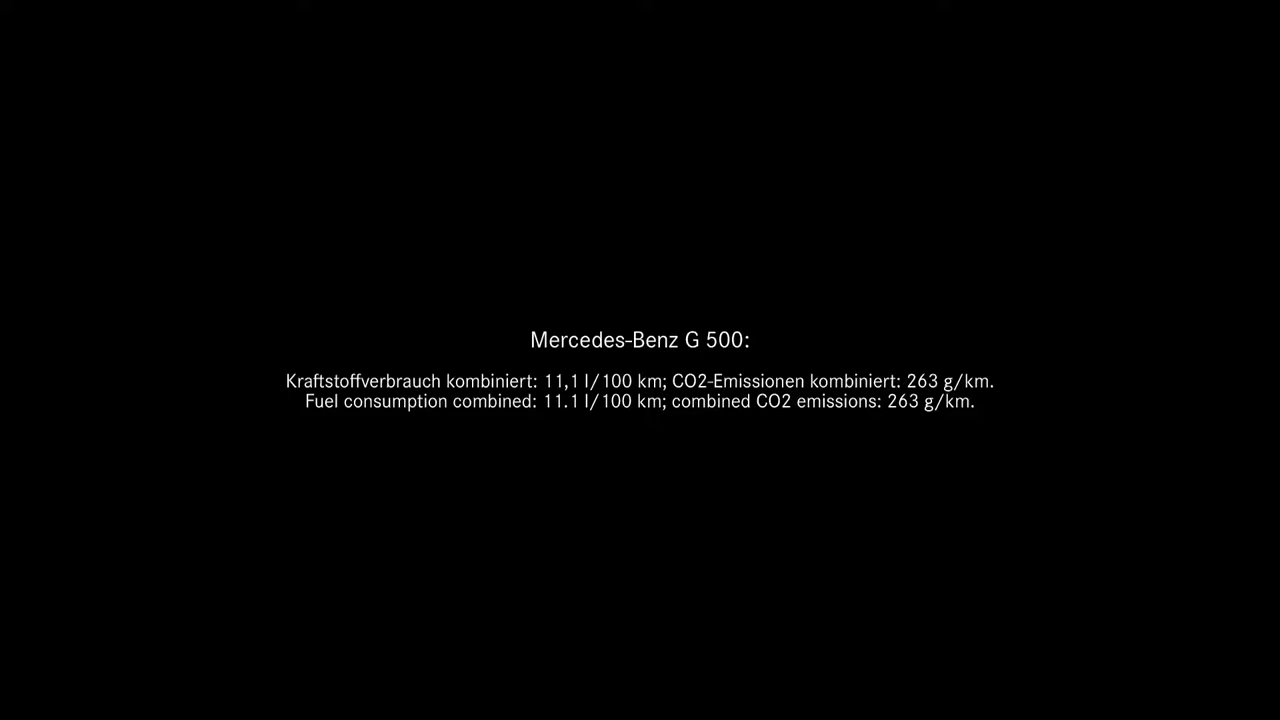 Mercedes-Benz G 500:
Kraftstoffverbrauch kombiniert: 11,1 l/100 km; CO2-Emissionen kombiniert: 263 g/km.
Fuel consumption combined: 11.1 l/100 km; combined CO2 emissions: 263 g/km.